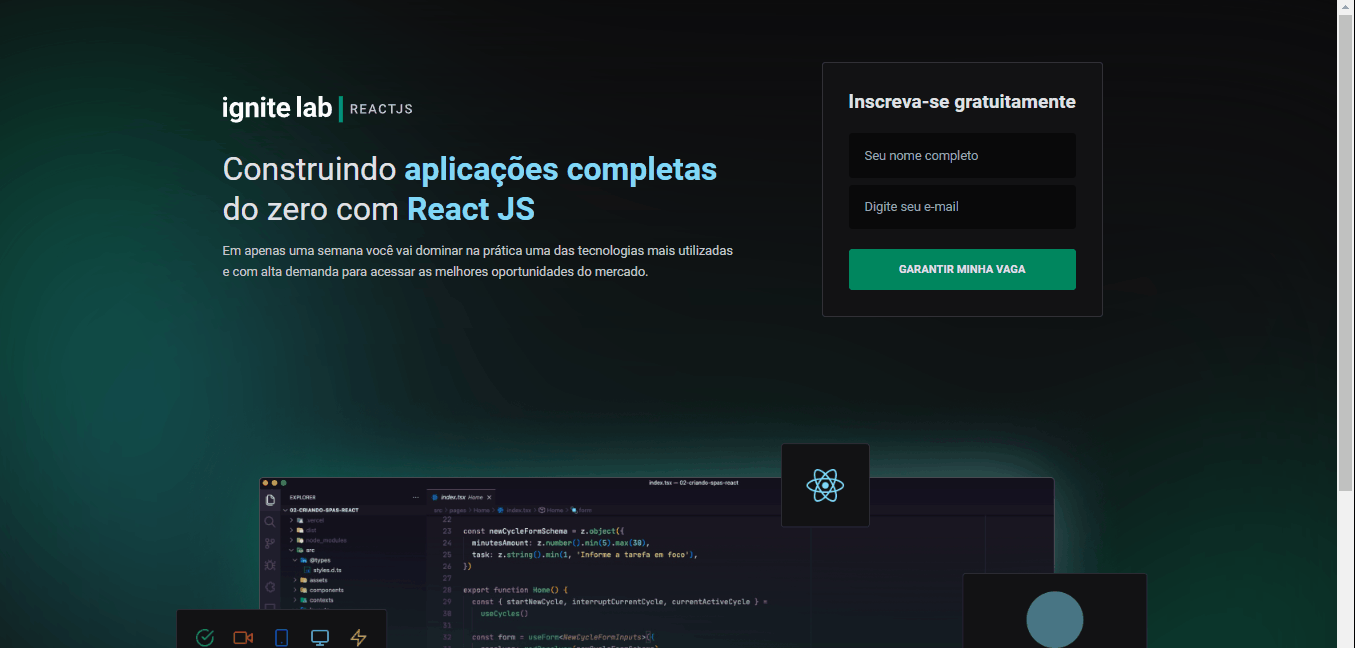 ignite lab | REACTJS
Construindo aplicações completas
do zero com React JS
Em apenas uma semana você vai dominar na prática uma das tecnologias mais utilizadas
e com alta demanda para acessar as melhores oportunidades do mercado.
Inscreva-se gratuitamente
Seu nome completo
Digite seu e-mail
GARANTIR MINHA VAGA
index.tsx — 02-criando-spas-react
EXPLORER
02-CRIANDO-SPAS-REACT
.vercel
dist
node_modules
src
@types
styles.d.ts
assets
components
contexts
index.tsx Home
src > pages > Home > index.tsx > Home > form
22
23 const newCycleFormSchema = z.object({
24 minutesAmount: z.number().min(5).max(30),
25 task: z.string().min(1, 'Informe a tarefa em foco'),
26 })
27
28 export function Home() {
29 const { startNewCycle, interruptCurrentCycle, currentActiveCycle } =
30 useCycles()
31
32 const form = useForm<NewCycleFormInputs>({